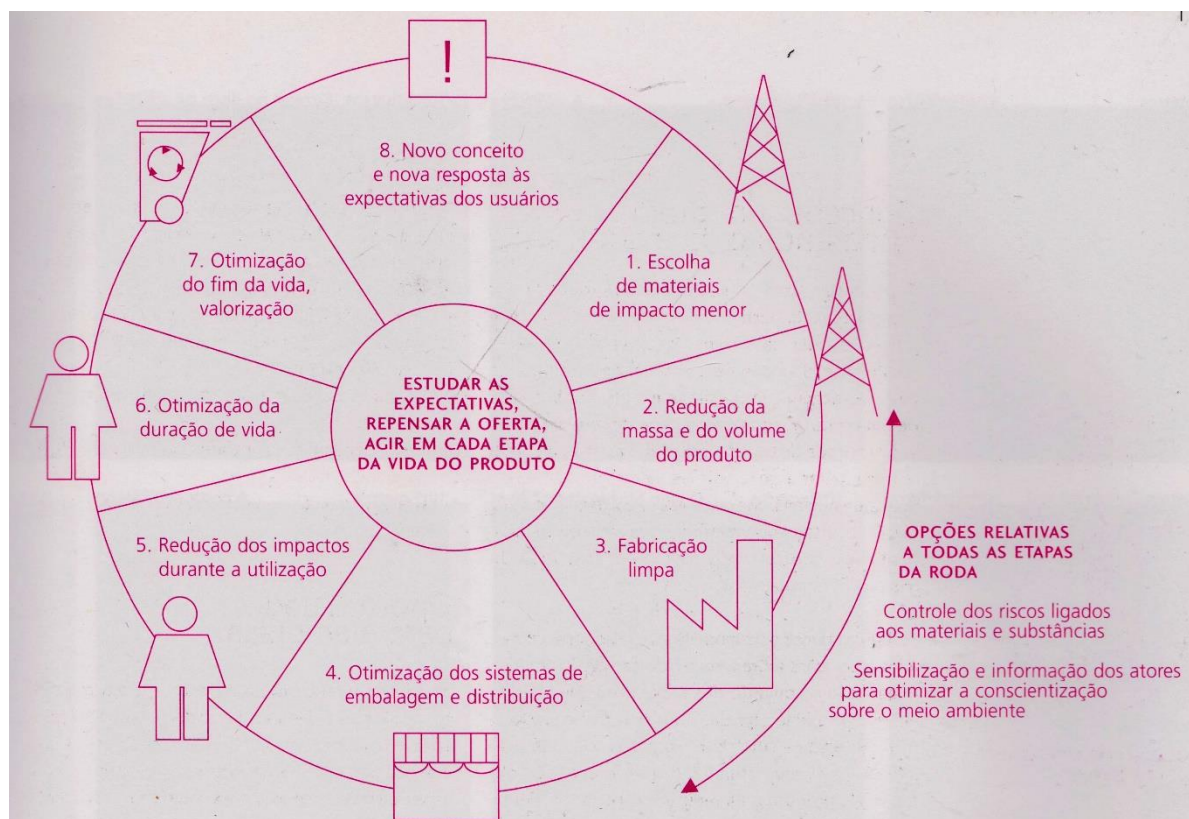 !
8. Novo conceito
e nova resposta às
expectativas dos usuários
1. Escolha
de materiais
de impacto menor
2. Redução da
massa e do volume
do produto
3. Fabricação
limpa
4. Otimização dos sistemas de
embalagem e distribuição
5. Redução dos impactos
durante a utilização
6. Otimização da
duração de vida
7. Otimização
do fim da vida,
valorização
ESTUDAR AS
EXPECTATIVAS,
REPENSAR A OFERTA,
AGIR EM CADA ETAPA
DA VIDA DO PRODUTO
OPÇÕES RELATIVAS
A TODAS AS ETAPAS
DA RODA
Controle dos riscos ligados
aos materiais e substâncias
Sensibilização e informação dos atores
para otimizar a conscientização
sobre o meio ambiente